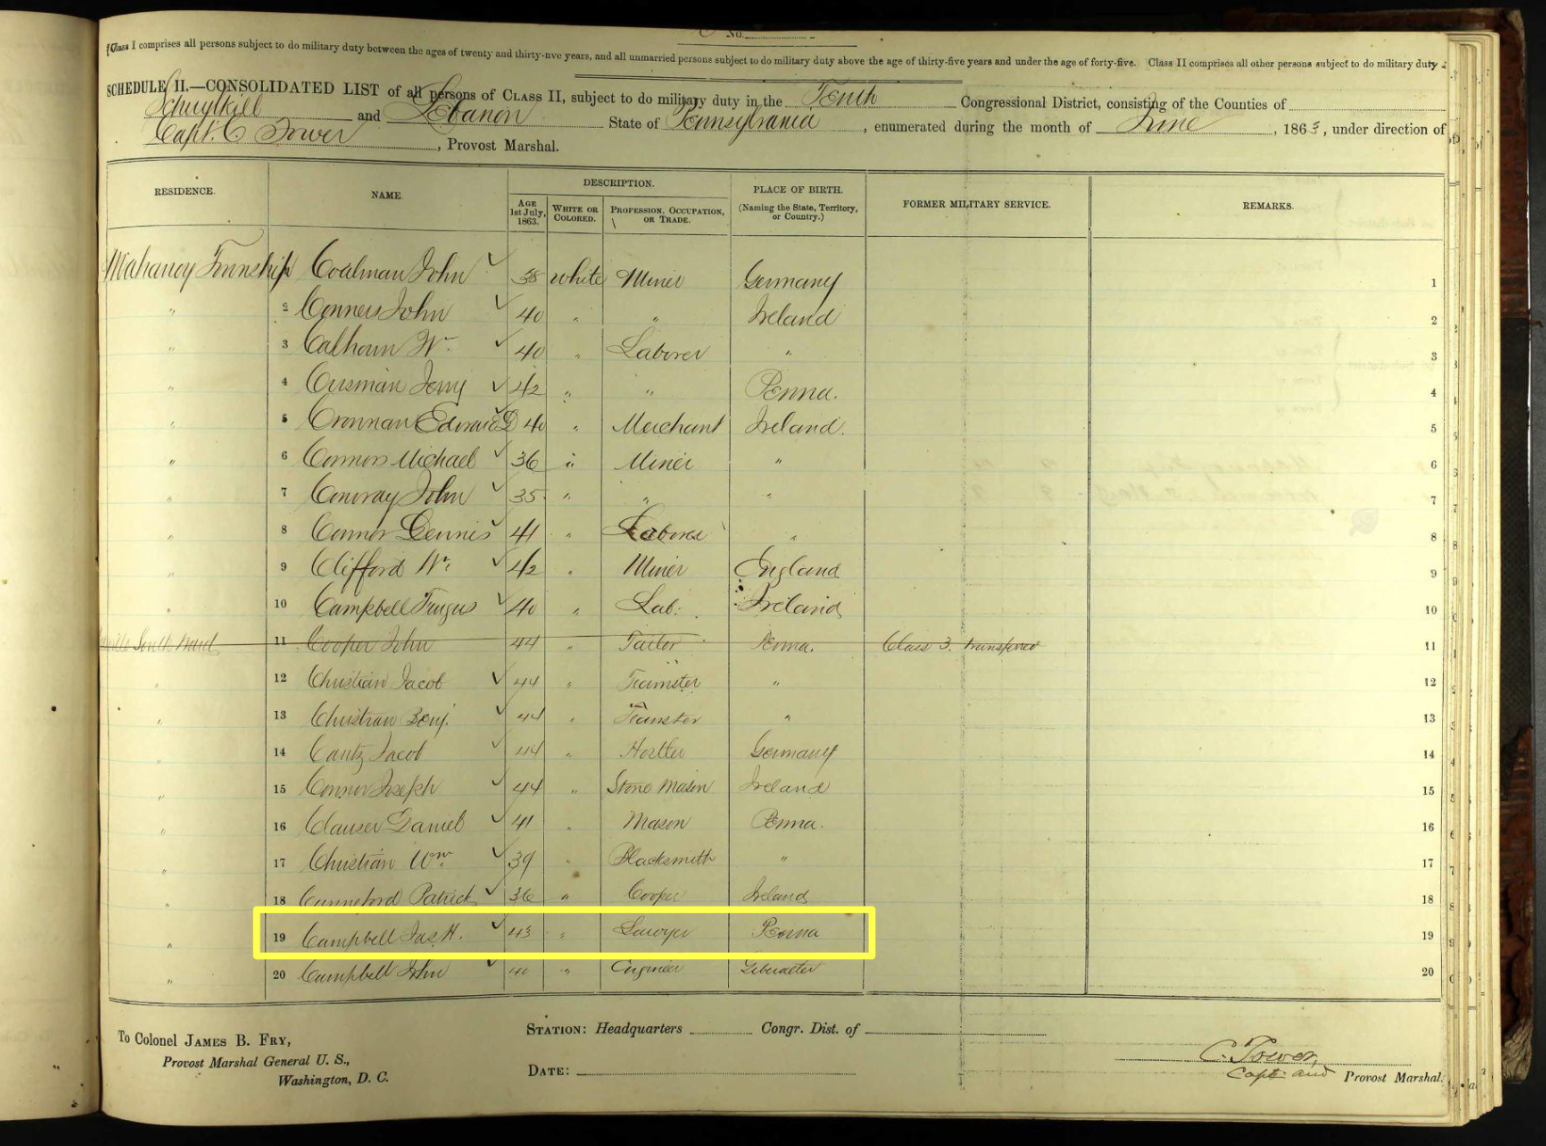 No.
Class I comprises all persons subject to do military duty between the ages of twenty and thirty-five years, and all unmarried persons subject to do military duty above the age of thirty-five years and under the age of forty-five. Class II comprises all other persons subject to do military duty
SCHEDULE II.—CONSOLIDATED LIST of all persons of CLASS II, subject to do military duty in the Tenth Congressional District, consisting of the Counties of
Schuylkill and Lebanon State of Pennsylvania, enumerated during the month of June, 1863, under direction of
Capt. C Tower, Provost Marshal.
RESIDENCE. NAME. DESCRIPTION. PLACE OF BIRTH. (Naming the State, Territory, or Country.) FORMER MILITARY SERVICE. REMARKS.
AGE 1st July, 1863. WHITE OR COLORED. PROFESSION, OCCUPATION, OR TRADE.
Mahanoy Township Coalman John 38 White Miner Germany 1
" 2 Conners John 40 " " Ireland 2
" 3 Calhoun Wm 40 " Laborer " 3
" 4 Cusman Jerry 42 " " Penna. 4
" 5 Cronnan Edward 40 " Merchant Ireland. 5
" 6 Connors Michael 36 " Miner " 6
" 7 Conway John 35 " " " 7
" 8 Connor Dennis 41 " Laborer " 8
" 9 Clifford Wm 42 " Miner England 9
" 10 Campbell Fergus 40 " Lab. Ireland 10
South Ward 11 Cooper John 44 " Tailor Penna. Class 3. transfered 11
12 Christian Jacob 44 " Teamster " 12
" 13 Christian Benj. 44 " Teamster " 13
" 14 Cantz Jacob 44 " Hostler Germany 14
" 15 Connor Joseph 44 " Stone Mason Ireland 15
" 16 Clauser Daniel 41 " Mason Penna. 16
" 17 Christian Wm 39 " Blacksmith " 17
" 18 Patrick 36 " Cooper Ireland 18
" 19 Campbell Jas. H. 43 " Lawyer Penna 19
" 20 Campbell John 40 " Engineer 20
To Colonel JAMES B. FRY,
Provost Marshal General U. S.,
Washington, D. C.
STATION: Headquarters Congr. Dist. of
DATE:
C. Tower,
Capt. and Provost Marshal.